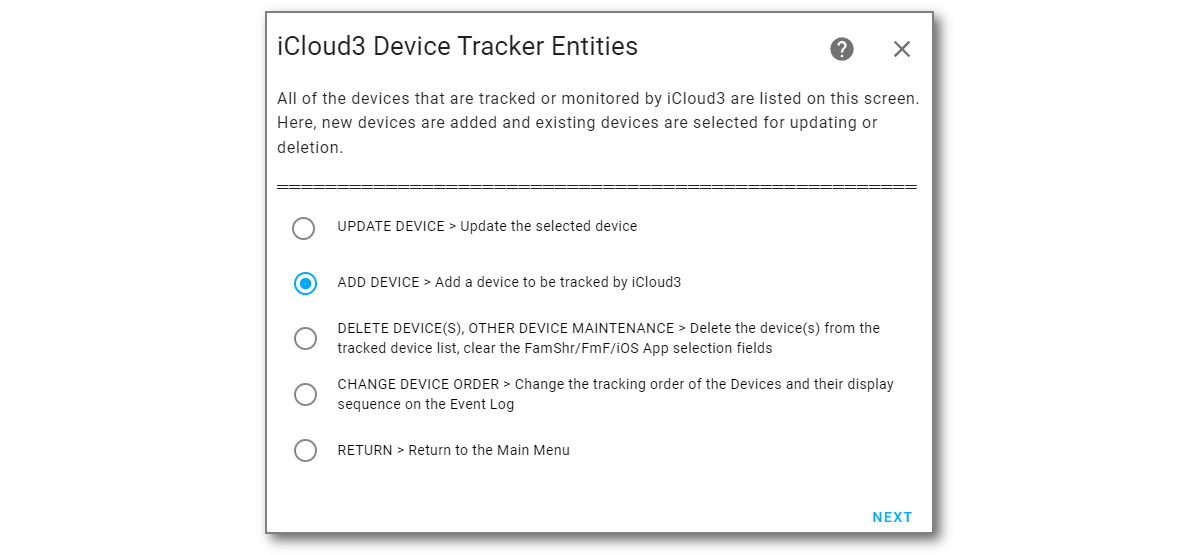 iCloud3 Device Tracker Entities
?
All of the devices that are tracked or monitored by iCloud3 are listed on this screen.
Here, new devices are added and existing devices are selected for updating or
deletion.
====================================================
UPDATE DEVICE > Update the selected device
ADD DEVICE > Add a device to be tracked by iCloud3
DELETE DEVICE(S), OTHER DEVICE MAINTENANCE > Delete the device(s) from the
tracked device list, clear the FamShr/FmF/iOS App selection fields
CHANGE DEVICE ORDER > Change the tracking order of the Devices and their display
sequence on the Event Log
RETURN > Return to the Main Menu
NEXT